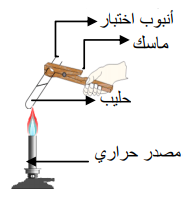 أنبوب اختبار
ماسك
حليب
مصدر حراري